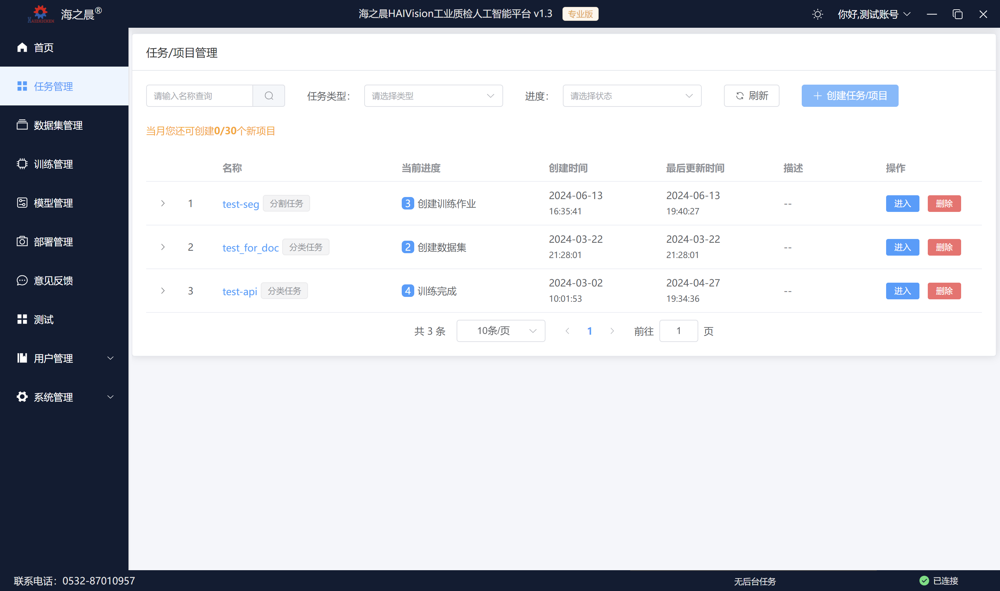 HAIZHICHEN 海之晨®
海之晨HAIVision工业质检人工智能平台 v1.3 专业版
你好,测试账号
首页
任务管理
数据集管理
训练管理
模型管理
部署管理
意见反馈
测试
用户管理
系统管理
任务/项目管理
请输入名称查询 任务类型： 请选择类型 进度： 请选择状态 刷新 创建任务/项目
当月您还可创建0/30个新项目
名称 当前进度 创建时间 最后更新时间 描述 操作
1 test-seg 分割任务 3 创建训练作业 2024-06-13 2024-06-13 -- 进入 删除
16:35:41 19:40:27
2 test_for_doc 分类任务 2 创建数据集 2024-03-22 2024-03-22 -- 进入 删除
21:28:01 21:28:01
3 test-api 分类任务 4 训练完成 2024-03-02 2024-04-27 -- 进入 删除
10:01:53 19:34:36
共 3 条 10条/页 1 前往 1 页
联系电话：0532-87010957 无后台任务 已连接